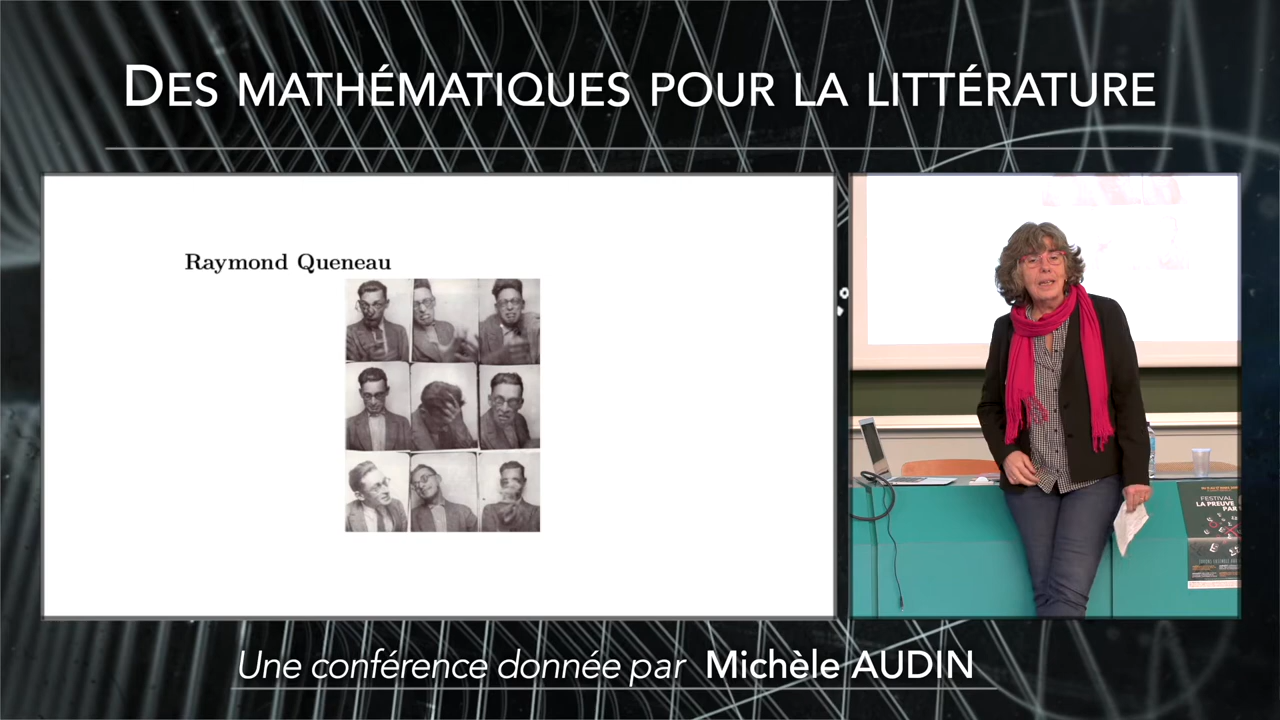 DES MATHÉMATIQUES POUR LA LITTÉRATURE
Raymond Queneau
FESTIVAL
LA PREUVE
PAR
Une conférence donnée par Michèle AUDIN